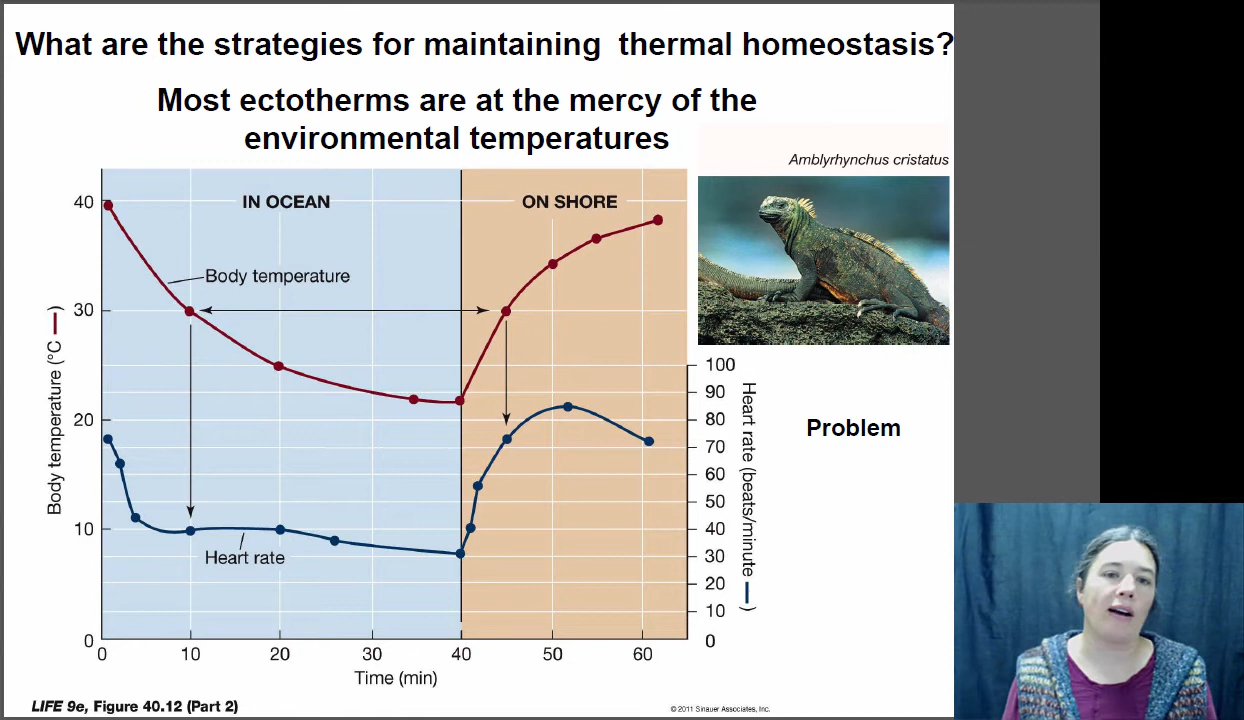 What are the strategies for maintaining thermal homeostasis?
Most ectotherms are at the mercy of the
environmental temperatures
Amblyrhynchus cristatus
IN OCEAN
ON SHORE
Body temperature
Heart rate
Body temperature (°C —)
40
30
20
10
0
0 10 20 30 40 50 60
Time (min)
100
90
80
70
60
50
40
30
20
10
0
Heart rate (beats/minute —)
Problem
LIFE 9e, Figure 40.12 (Part 2)
© 2011 Sinauer Associates, Inc.